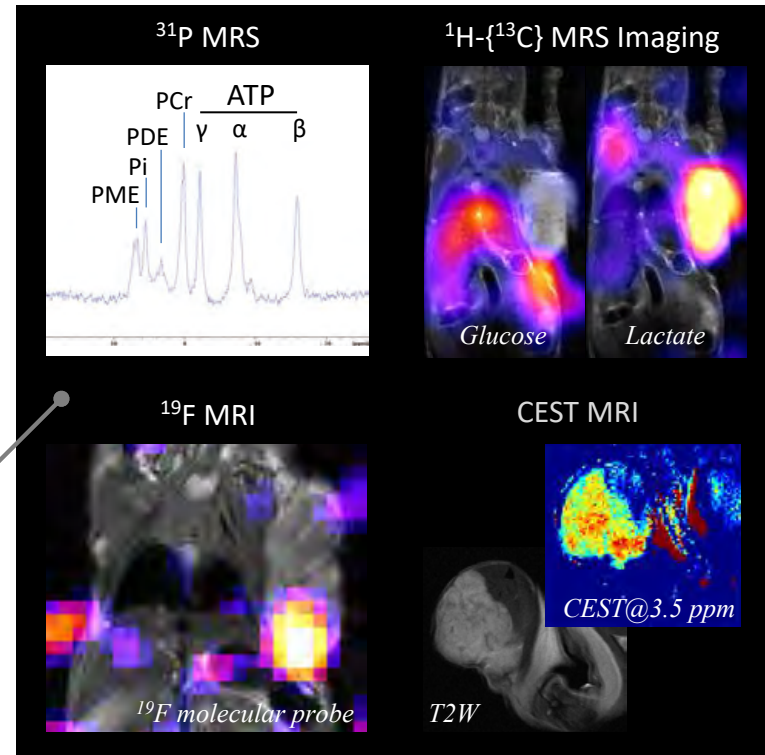 ³¹P MRS
PCr
ATP
γ α β
PDE
Pi
PME
¹H-{¹³C} MRS Imaging
Glucose
Lactate
¹⁹F MRI
¹⁹F molecular probe
CEST MRI
CEST@3.5 ppm
T2W